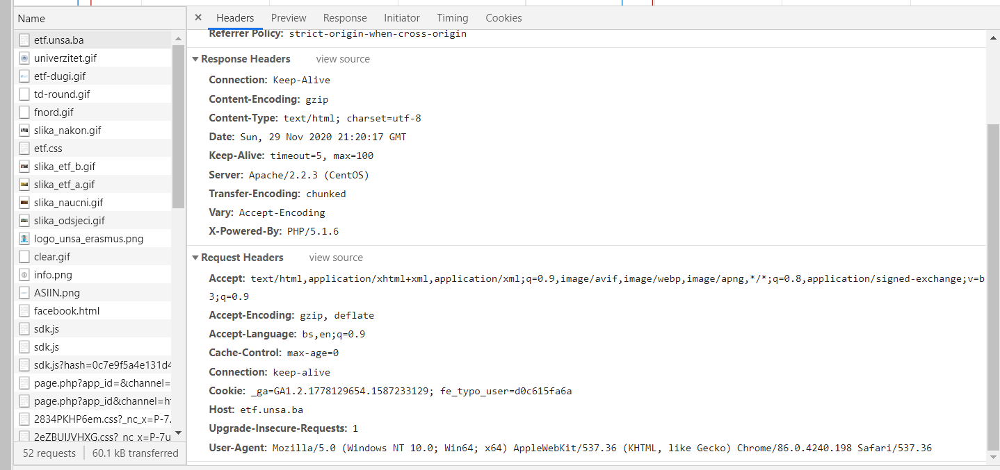 Name
etf.unsa.ba
univerzitet.gif
etf-dugi.gif
td-round.gif
fnord.gif
slika_nakon.gif
etf.css
slika_etf_b.gif
slika_etf_a.gif
slika_naucni.gif
slika_odsjeci.gif
logo_unsa_erasmus.png
clear.gif
info.png
ASIIN.png
facebook.html
sdk.js
sdk.js
sdk.js?hash=0c7e9f5a4e131d4
page.php?app_id=&channel=
page.php?app_id&channel=ht
2834PKHP6em.css?_nc_x=P-7.
2eZBUIJVHXG.css?_nc_x=P-7u
52 requests 60.1 kB transferred
× Headers Preview Response Initiator Timing Cookies
Referrer Policy: strict-origin-when-cross-origin
Response Headers view source
Connection: Keep-Alive
Content-Encoding: gzip
Content-Type: text/html; charset=utf-8
Date: Sun, 29 Nov 2020 21:20:17 GMT
Keep-Alive: timeout=5, max=100
Server: Apache/2.2.3 (CentOS)
Transfer-Encoding: chunked
Vary: Accept-Encoding
X-Powered-By: PHP/5.1.6
Request Headers view source
Accept: text/html,application/xhtml+xml,application/xml;q=0.9,image/avif,image/webp,image/apng,*/*;q=0.8,application/signed-exchange;v=b
3;q=0.9
Accept-Encoding: gzip, deflate
Accept-Language: bs,en;q=0.9
Cache-Control: max-age=0
Connection: keep-alive
Cookie: _ga=GA1.2.1778129654.1587233129; fe_typo_user=d0c615fa6a
Host: etf.unsa.ba
Upgrade-Insecure-Requests: 1
User-Agent: Mozilla/5.0 (Windows NT 10.0; Win64; x64) AppleWebKit/537.36 (KHTML, like Gecko) Chrome/86.0.4240.198 Safari/537.36